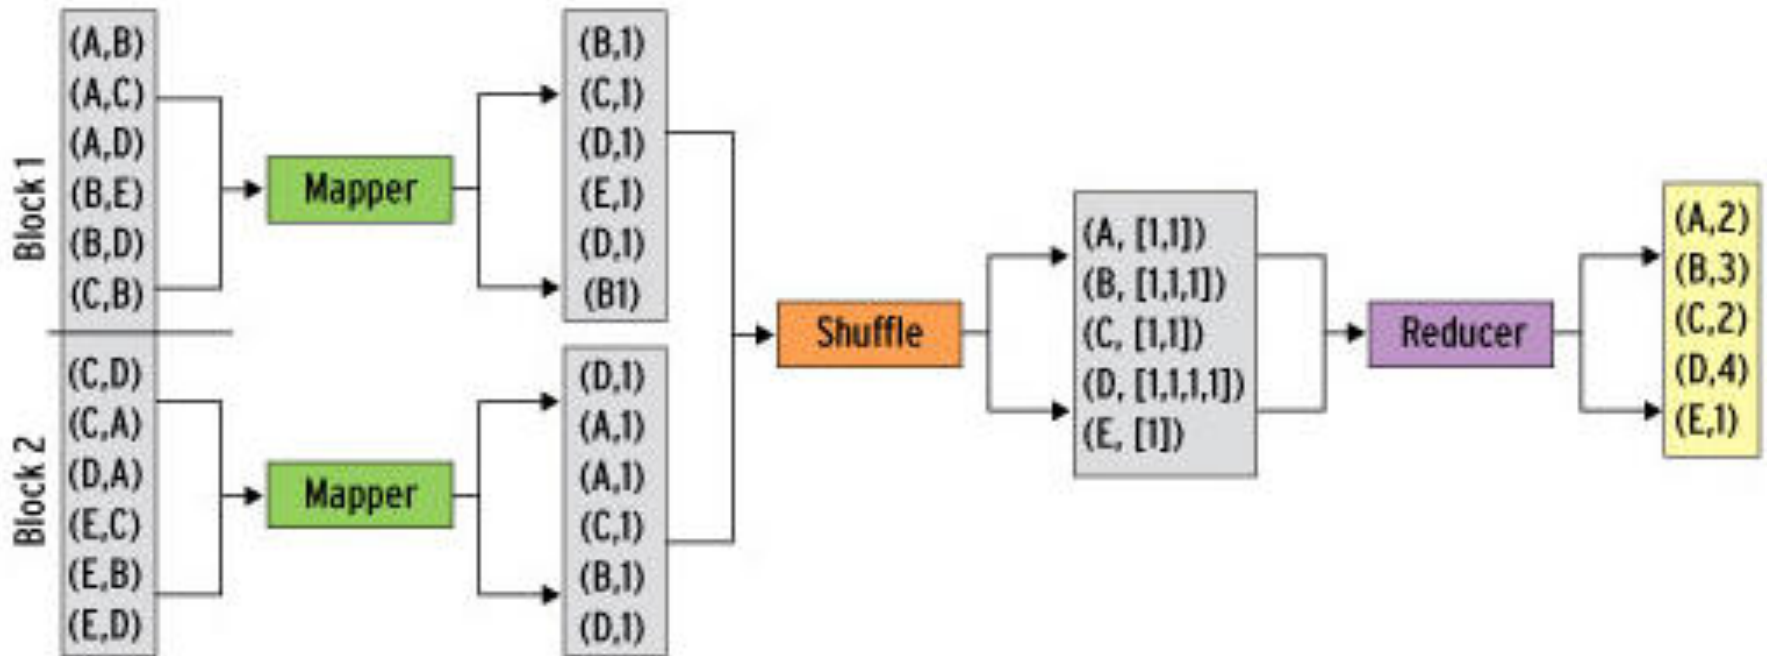 Block 1
(A,B)
(A,C)
(A,D)
(B,E)
(B,D)
(C,B)
Mapper
(B,1)
(C,1)
(D,1)
(E,1)
(D,1)
(B1)
Block 2
(C,D)
(C,A)
(D,A)
(E,C)
(E,B)
(E,D)
Mapper
(D,1)
(A,1)
(A,1)
(C,1)
(B,1)
(D,1)
Shuffle
(A, [1,1])
(B, [1,1,1])
(C, [1,1])
(D, [1,1,1,1])
(E, [1])
Reducer
(A,2)
(B,3)
(C,2)
(D,4)
(E,1)